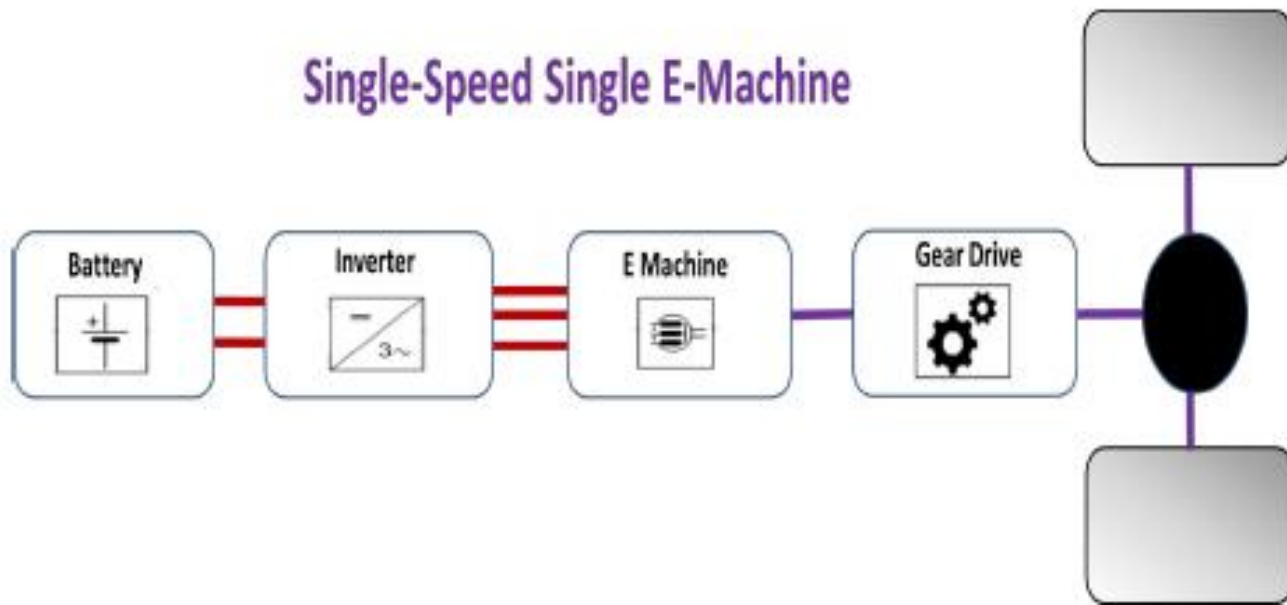 Single-Speed Single E-Machine
Battery
Inverter
E Machine
Gear Drive
+
3~